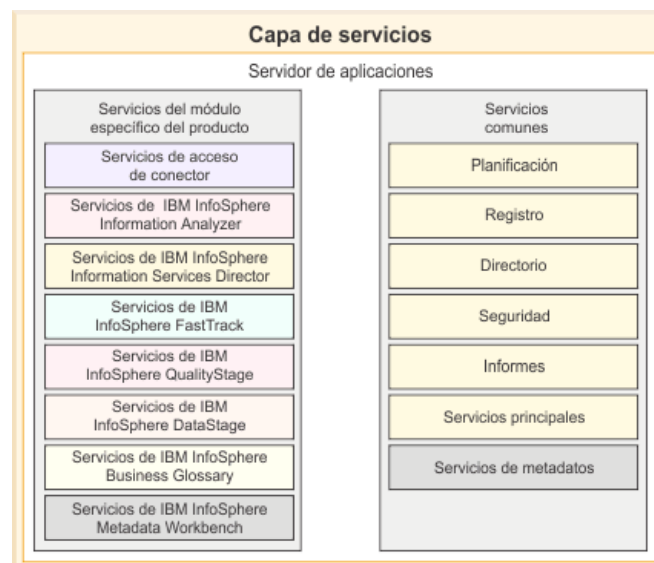 Capa de servicios
Servidor de aplicaciones
Servicios del módulo
específico del producto
Servicios de acceso
de conector
Servicios de IBM InfoSphere
Information Analyzer
Servicios de IBM InfoSphere
Information Services Director
Servicios de IBM
InfoSphere FastTrack
Servicios de IBM
InfoSphere QualityStage
Servicios de IBM
InfoSphere DataStage
Servicios de IBM InfoSphere
Business Glossary
Servicios de IBM InfoSphere
Metadata Workbench
Servicios
comunes
Planificación
Registro
Directorio
Seguridad
Informes
Servicios principales
Servicios de metadatos